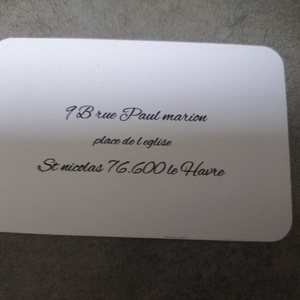 9 B rue Paul marion
place de l eglise
St nicolas 76.600 le Havre